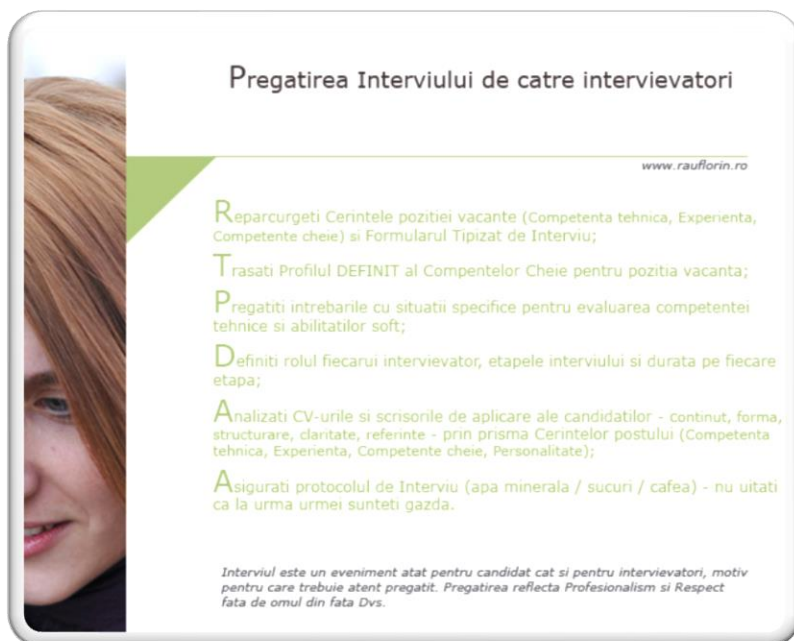 Pregatirea Interviului de catre intervievatori
www.rauflorin.ro
Reparcurgeti Cerintele pozitiei vacante (Competenta tehnica, Experienta,
Competente cheie) si Formularul Tipizat de Interviu;
Trasati Profilul DEFINIT al Compentelor Cheie pentru pozitia vacanta;
Pregatiti intrebarile cu situatii specifice pentru evaluarea competentei
tehnice si abilitatilor soft;
Definiti rolul fiecarui intervievator, etapele interviului si durata pe fiecare
etapa;
Analizati CV-urile si scrisorile de aplicare ale candidatilor - continut, forma,
structurare, claritate, referinte - prin prisma Cerintelor postului (Competenta
tehnica, Experienta, Competente cheie, Personalitate);
Asigurati protocolul de Interviu (apa minerala / sucuri / cafea) - nu uitati
ca la urma urmei sunteti gazda.
Interviul este un eveniment atat pentru candidat cat si pentru intervievatori, motiv
pentru care trebuie atent pregatit. Pregatirea reflecta Profesionalism si Respect
fata de omul din fata Dvs.